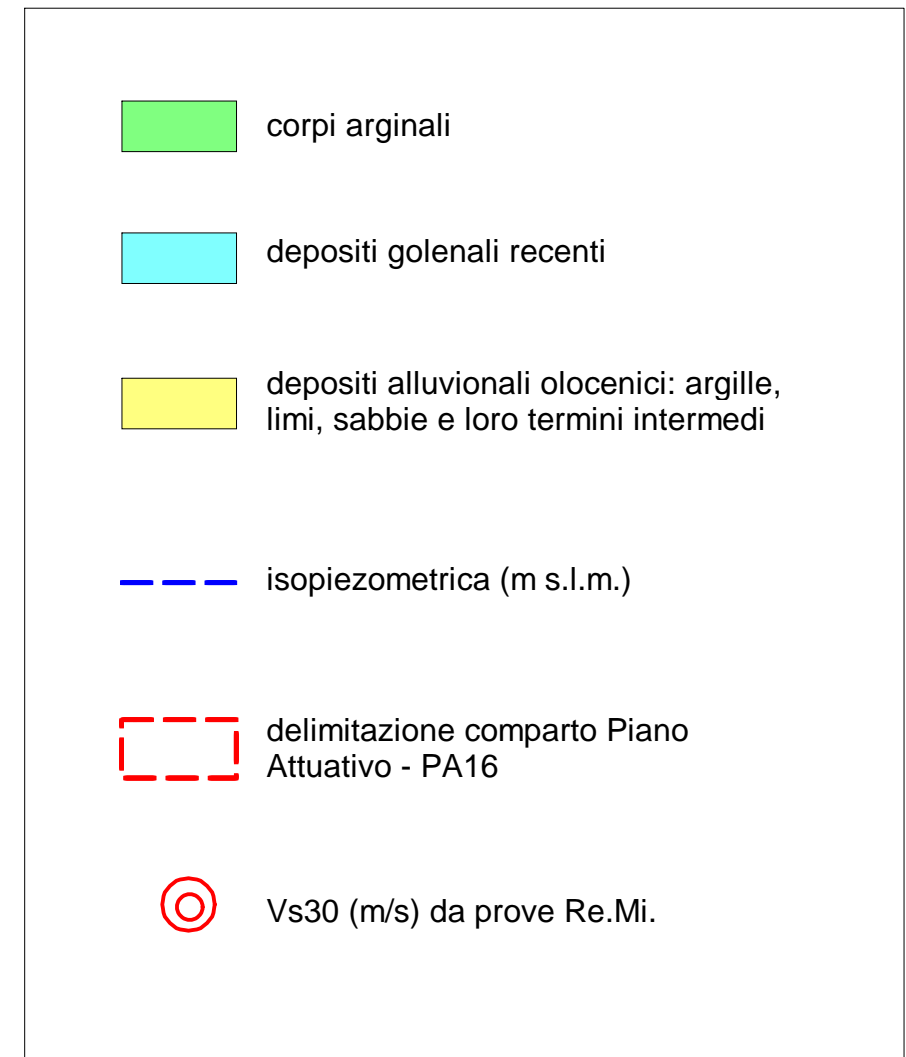 corpi arginali
depositi golenali recenti
depositi alluvionali olocenici: argille,
limi, sabbie e loro termini intermedi
isopiezometrica (m s.l.m.)
delimitazione comparto Piano
Attuativo - PA16
Vs30 (m/s) da prove Re.Mi.